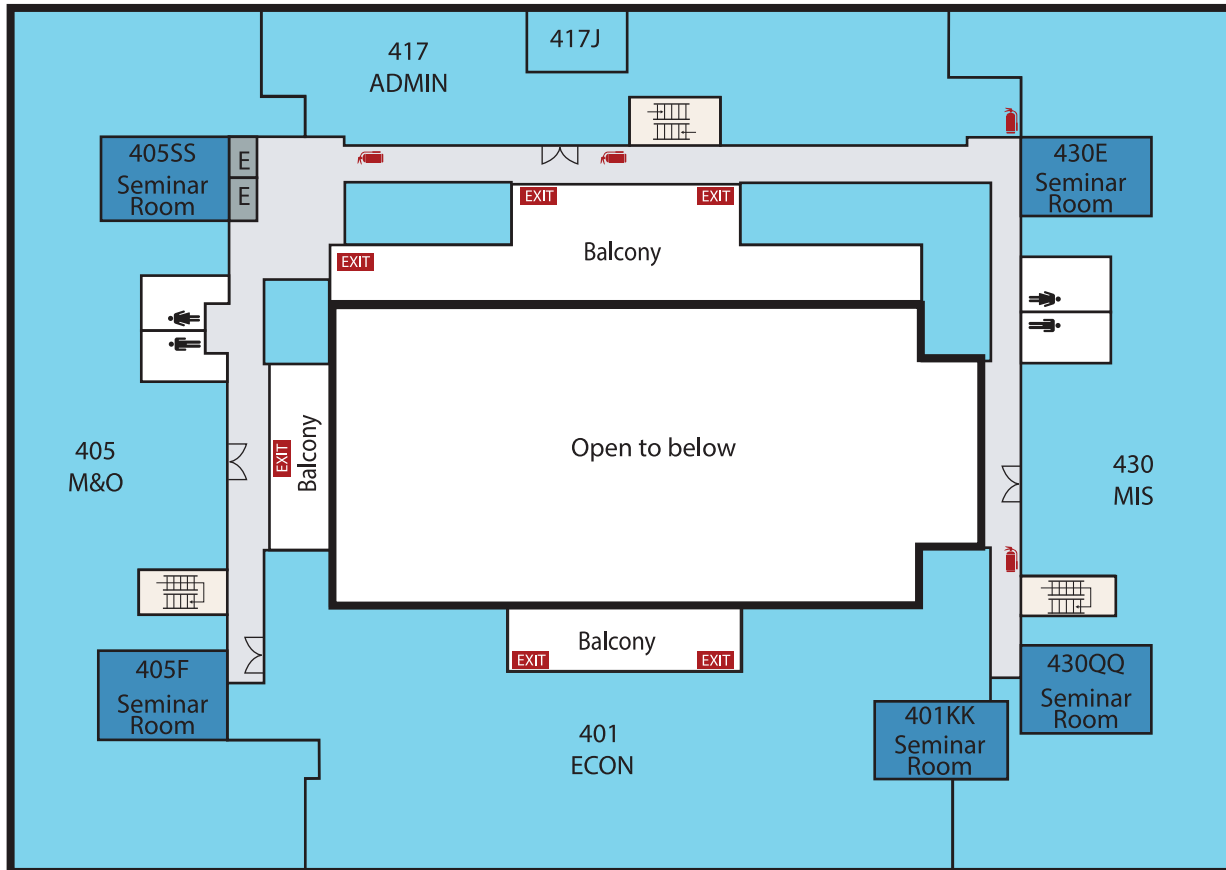 417
ADMIN
417J
405SS
Seminar
Room
E
E
430E
Seminar
Room
EXIT
EXIT
EXIT
Balcony
405
M&O
EXIT
Balcony
Open to below
430
MIS
405F
Seminar
Room
Balcony
EXIT
EXIT
430QQ
Seminar
Room
401KK
Seminar
Room
401
ECON